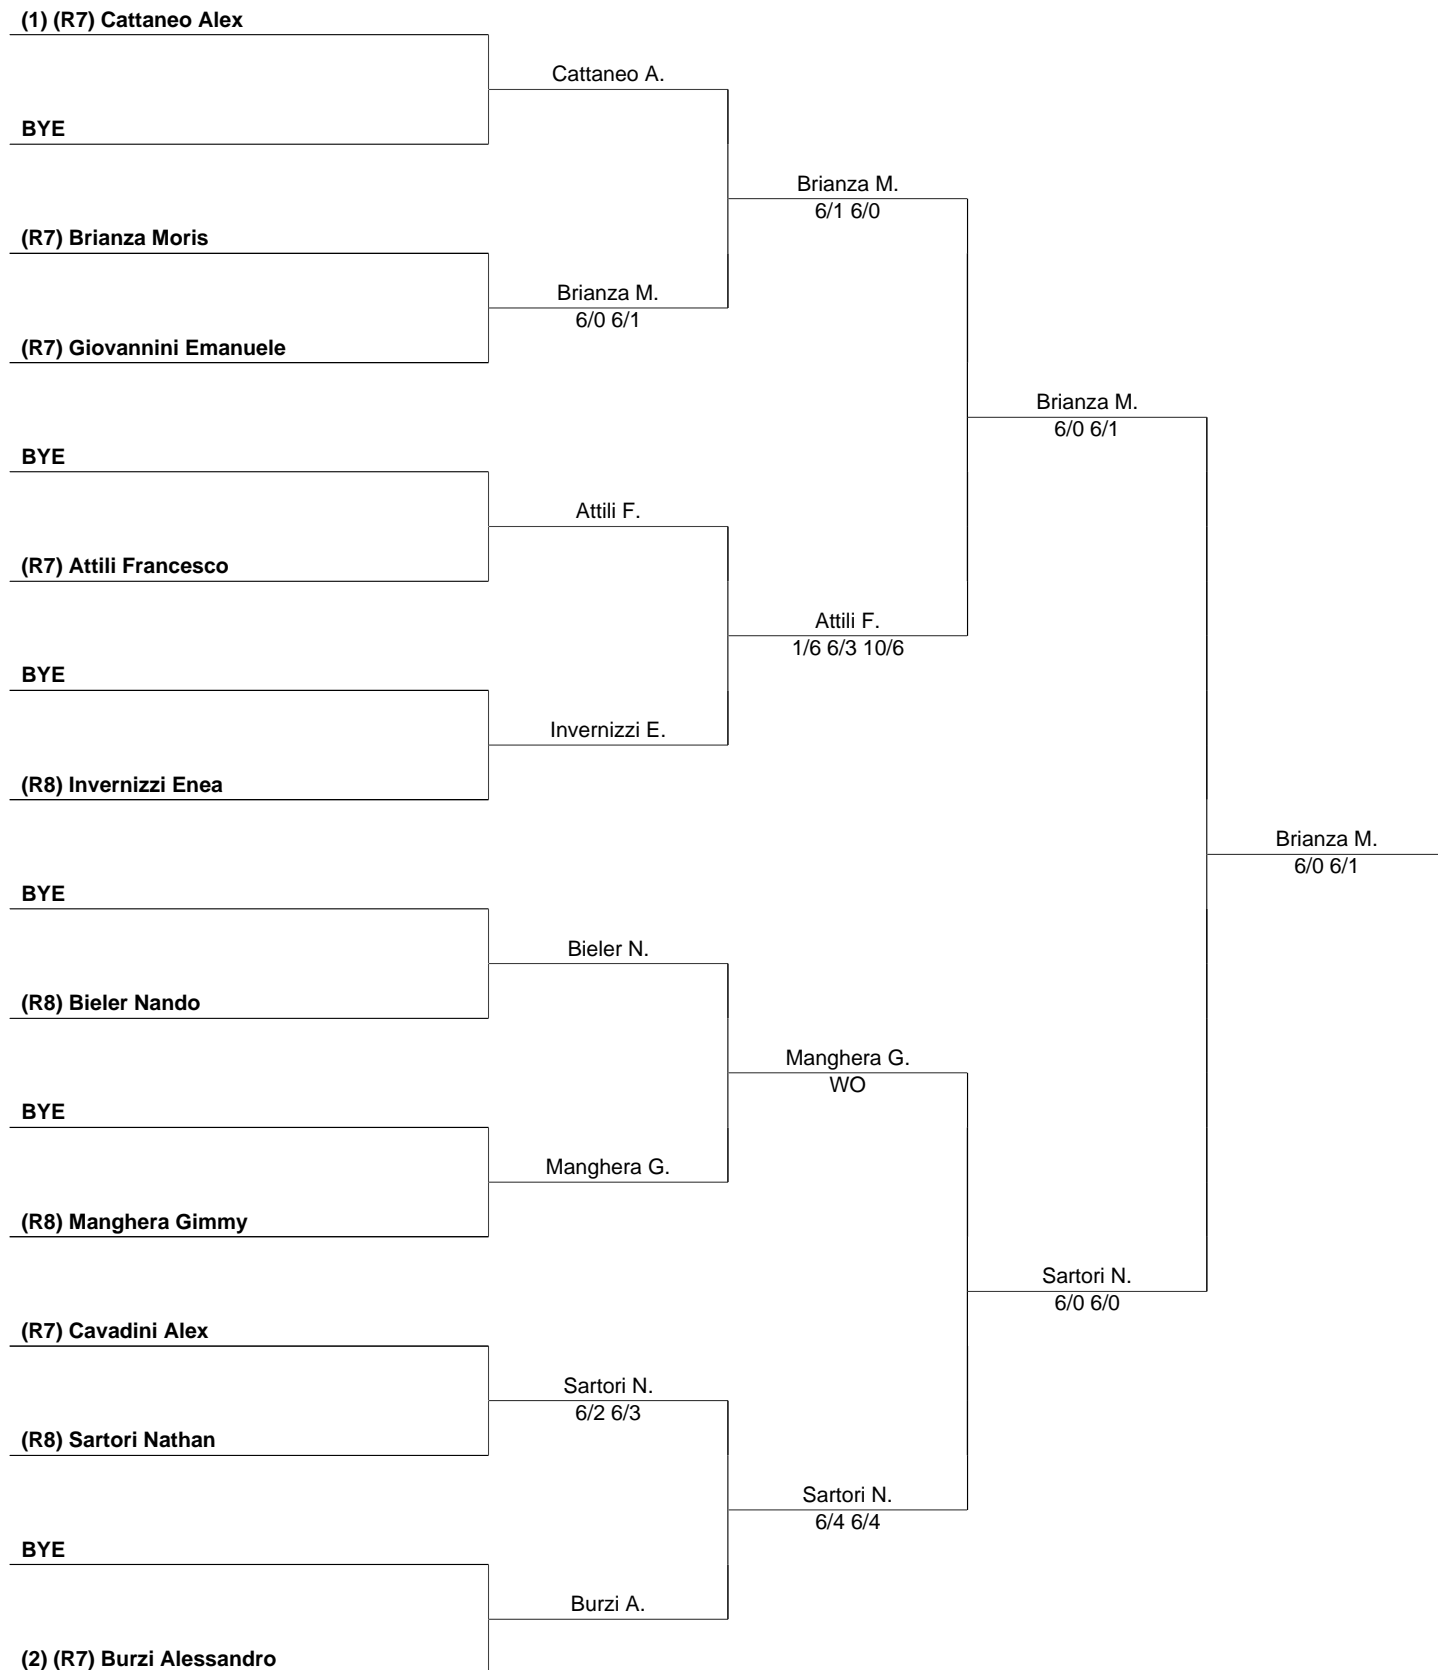 (1) (R7) Cattaneo Alex
Cattaneo A.
BYE
Brianza M.
6/1 6/0
(R7) Brianza Moris
Brianza M.
6/0 6/1
(R7) Giovannini Emanuele
Brianza M.
6/0 6/1
BYE
Attili F.
(R7) Attili Francesco
Attili F.
1/6 6/3 10/6
BYE
Invernizzi E.
(R8) Invernizzi Enea
Brianza M.
6/0 6/1
BYE
Bieler N.
(R8) Bieler Nando
Manghera G.
WO
BYE
Manghera G.
(R8) Manghera Gimmy
Sartori N.
6/0 6/0
(R7) Cavadini Alex
Sartori N.
6/2 6/3
(R8) Sartori Nathan
Sartori N.
6/4 6/4
BYE
Burzi A.
(2) (R7) Burzi Alessandro